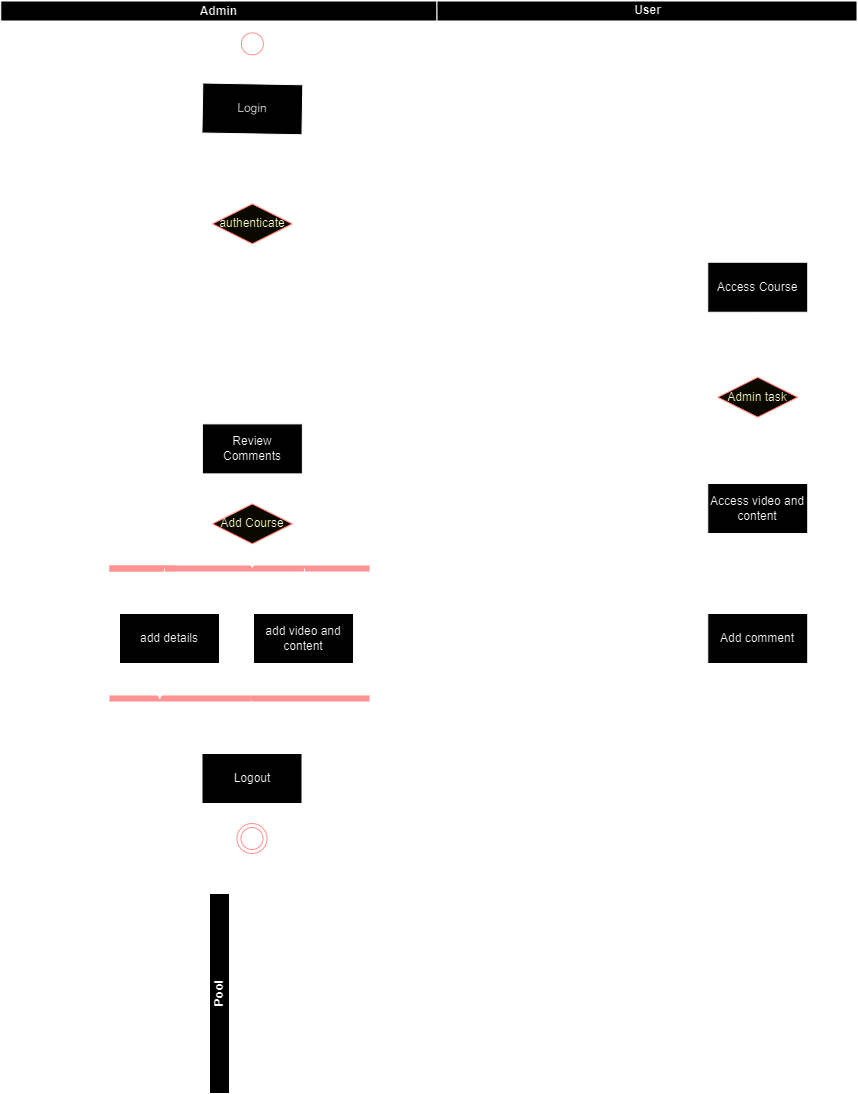 Admin
User
Login
authenticate
Access Course
Admin task
Review
Comments
Access video and
content
Add Course
add details
add video and
content
Add comment
Logout
Pool